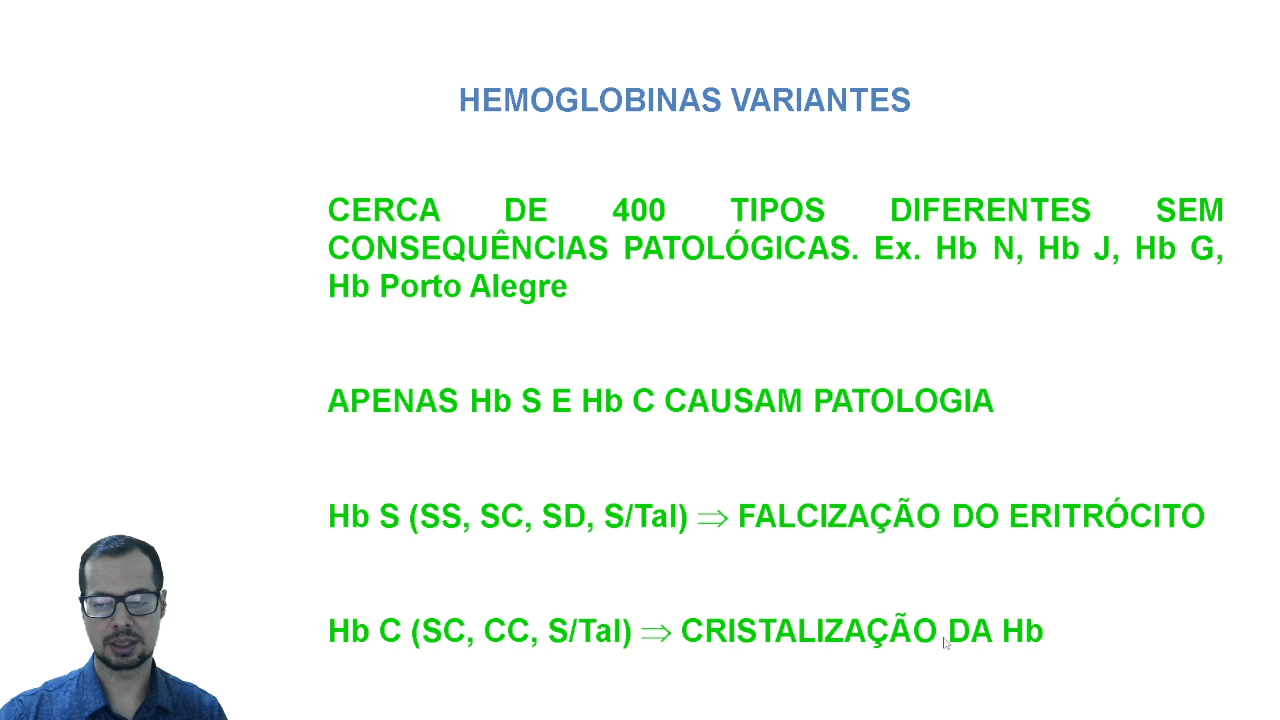 HEMOGLOBINAS VARIANTES
CERCA DE 400 TIPOS DIFERENTES SEM
CONSEQUÊNCIAS PATOLÓGICAS. Ex. Hb N, Hb J, Hb G,
Hb Porto Alegre
APENAS Hb S E Hb C CAUSAM PATOLOGIA
Hb S (SS, SC, SD, S/Tal) ⇒ FALCIZAÇÃO DO ERITRÓCITO
Hb C (SC, CC, S/Tal) ⇒ CRISTALIZAÇÃO DA Hb